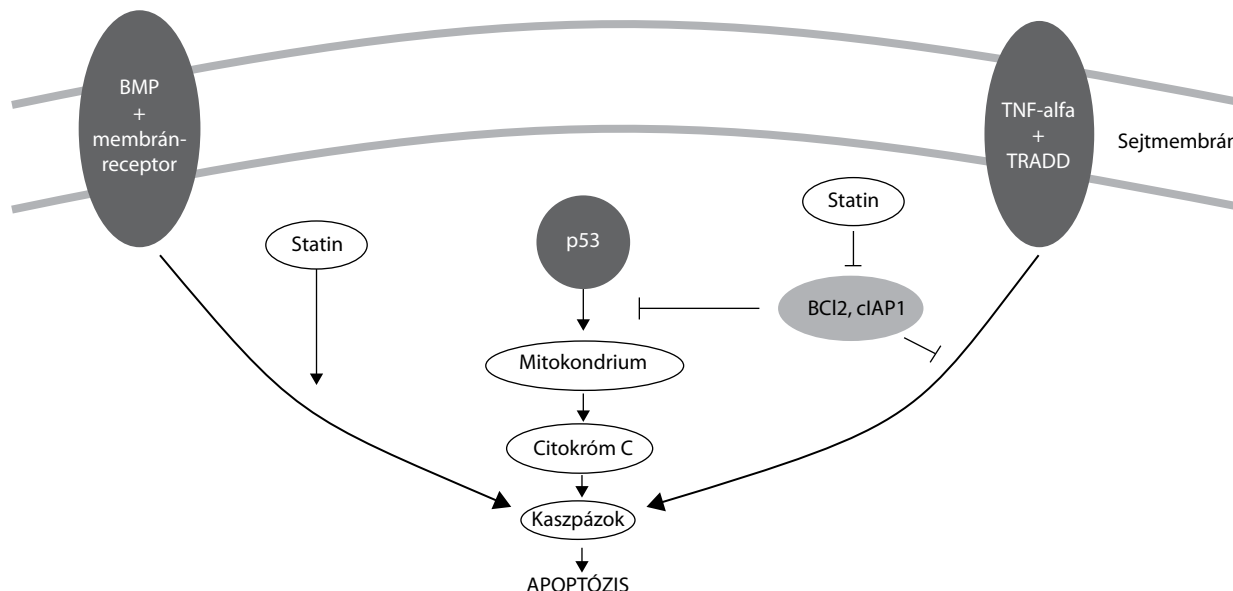 BMP
+
membrán-
receptor
TNF-alfa
+
TRADD
Sejtmembrán
Statin
p53
Statin
BCl2, cIAP1
Mitokondrium
Citokróm C
Kaszpázok
APOPTÓZIS